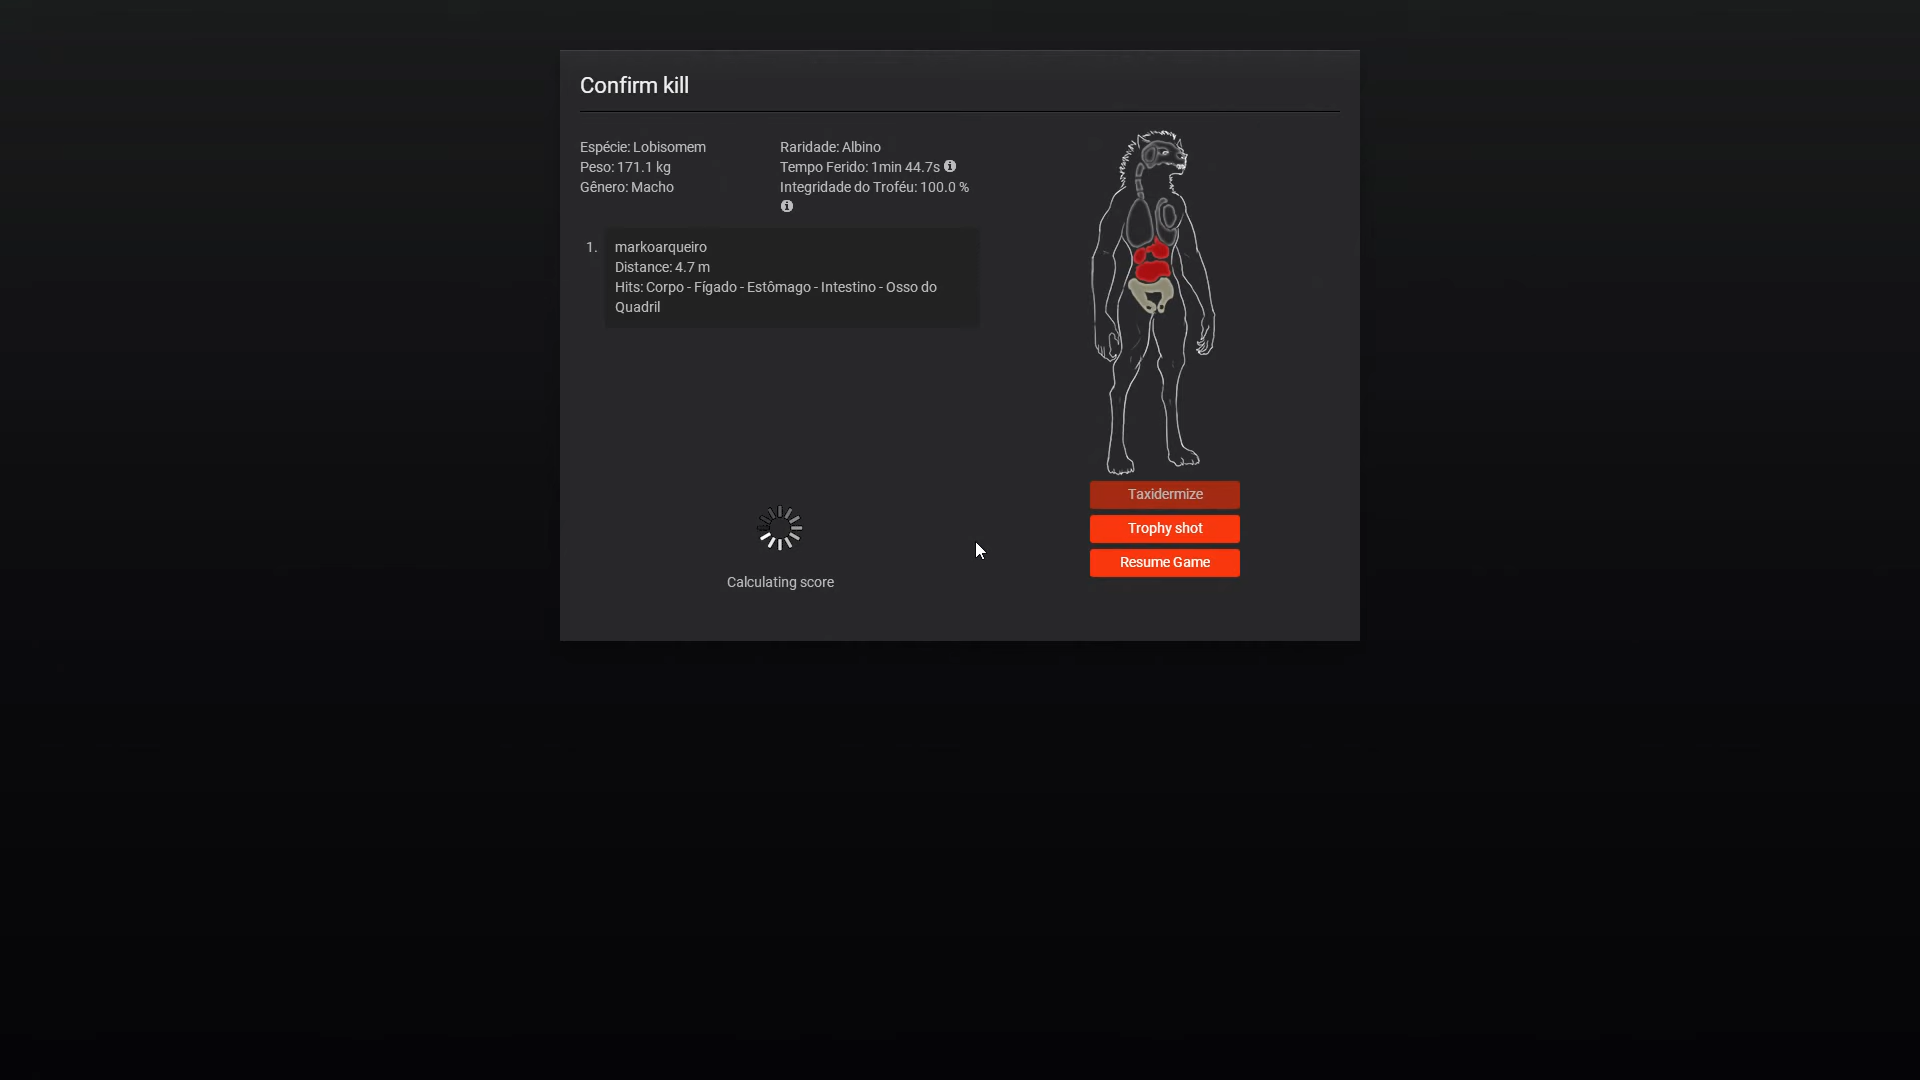 Confirm kill
Espécie: Lobisomem
Peso: 171.1 kg
Gênero: Macho
Raridade: Albino
Tempo Ferido: 1min 44.7s
Integridade do Troféu: 100.0 %
1.
markoarqueiro
Distance: 4.7 m
Hits: Corpo - Fígado - Estômago - Intestino - Osso do
Quadril
Calculating score
Taxidermize
Trophy shot
Resume Game